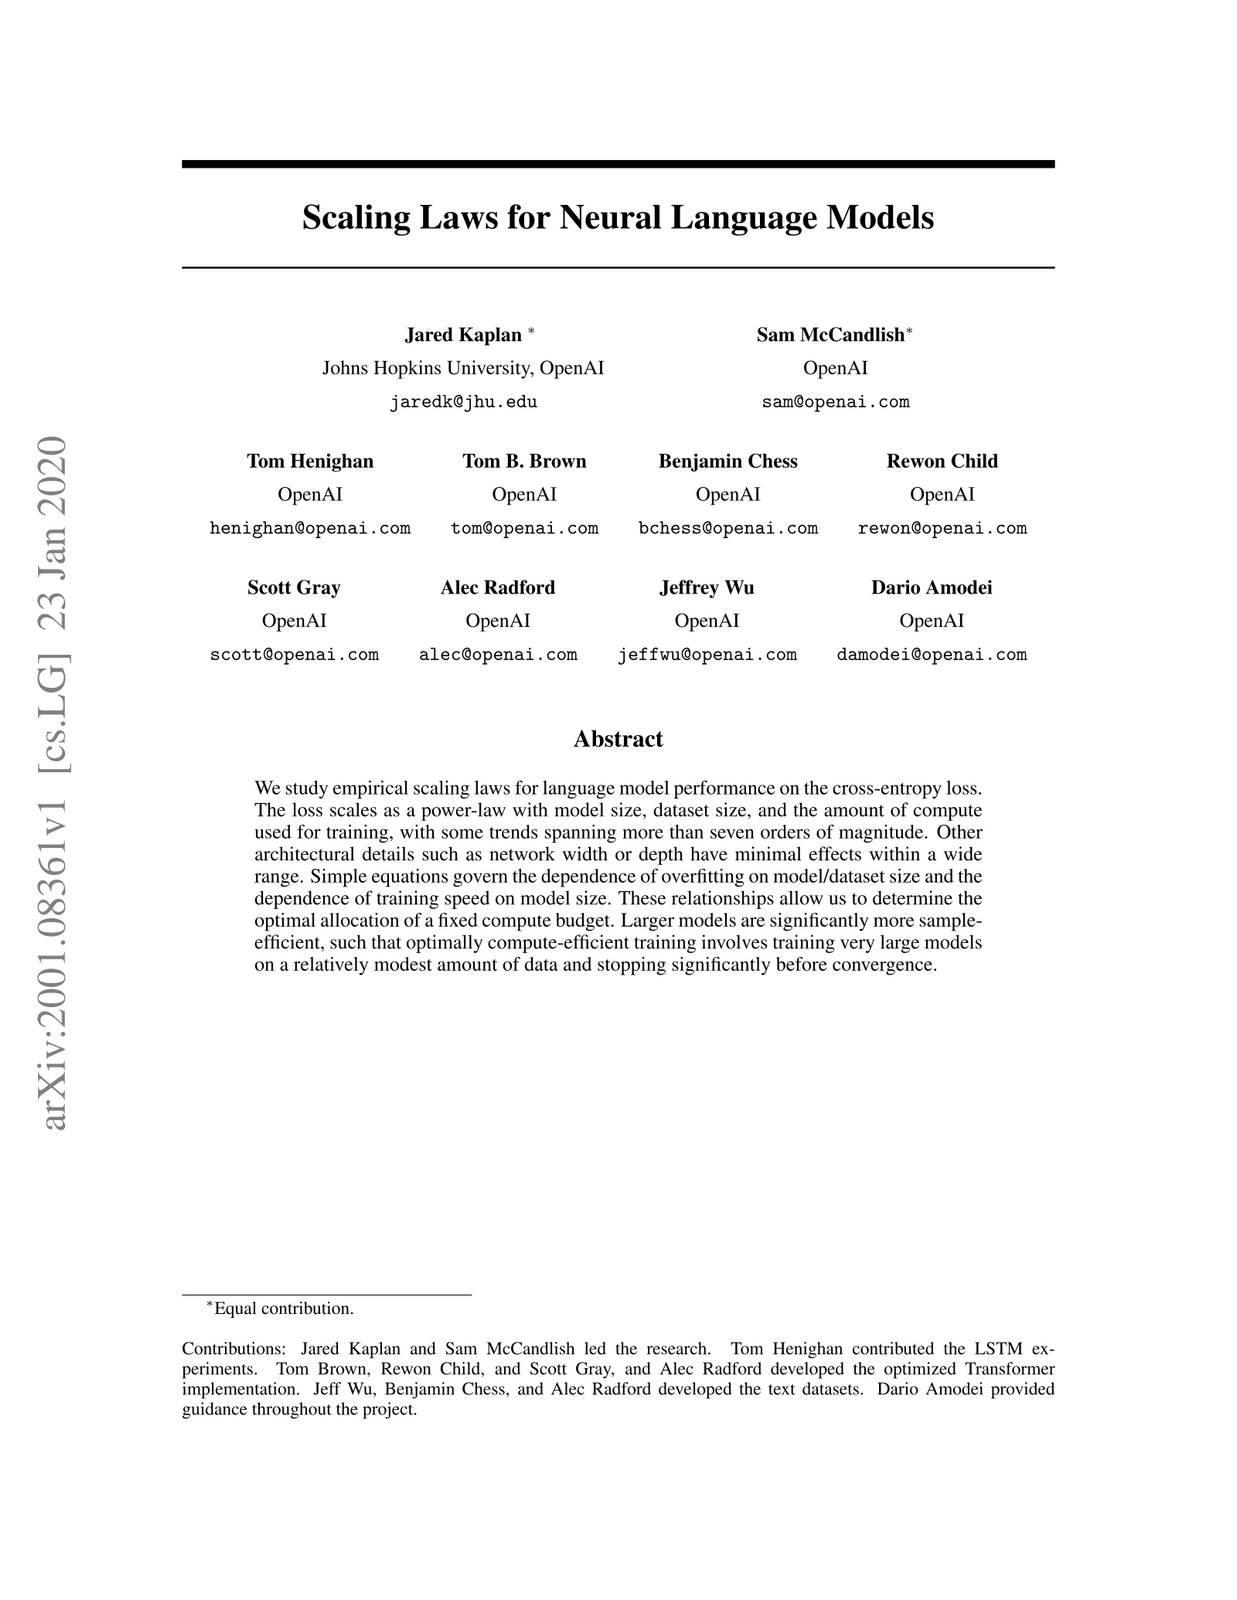 arXiv:2001.08361v1 [cs.LG] 23 Jan 2020
Scaling Laws for Neural Language Models
Jared Kaplan * Sam McCandlish*
Johns Hopkins University, OpenAI OpenAI
jaredk@jhu.edu sam@openai.com
Tom Henighan Tom B. Brown Benjamin Chess Rewon Child
OpenAI OpenAI OpenAI OpenAI
henighan@openai.com tom@openai.com bchess@openai.com rewon@openai.com
Scott Gray Alec Radford Jeffrey Wu Dario Amodei
OpenAI OpenAI OpenAI OpenAI
scott@openai.com alec@openai.com jeffwu@openai.com damodei@openai.com
Abstract
We study empirical scaling laws for language model performance on the cross-entropy loss.
The loss scales as a power-law with model size, dataset size, and the amount of compute
used for training, with some trends spanning more than seven orders of magnitude. Other
architectural details such as network width or depth have minimal effects within a wide
range. Simple equations govern the dependence of overfitting on model/dataset size and the
dependence of training speed on model size. These relationships allow us to determine the
optimal allocation of a fixed compute budget. Larger models are significantly more sample-
efficient, such that optimally compute-efficient training involves training very large models
on a relatively modest amount of data and stopping significantly before convergence.
*Equal contribution.
Contributions: Jared Kaplan and Sam McCandlish led the research. Tom Henighan contributed the LSTM ex-
periments. Tom Brown, Rewon Child, and Scott Gray, and Alec Radford developed the optimized Transformer
implementation. Jeff Wu, Benjamin Chess, and Alec Radford developed the text datasets. Dario Amodei provided
guidance throughout the project.